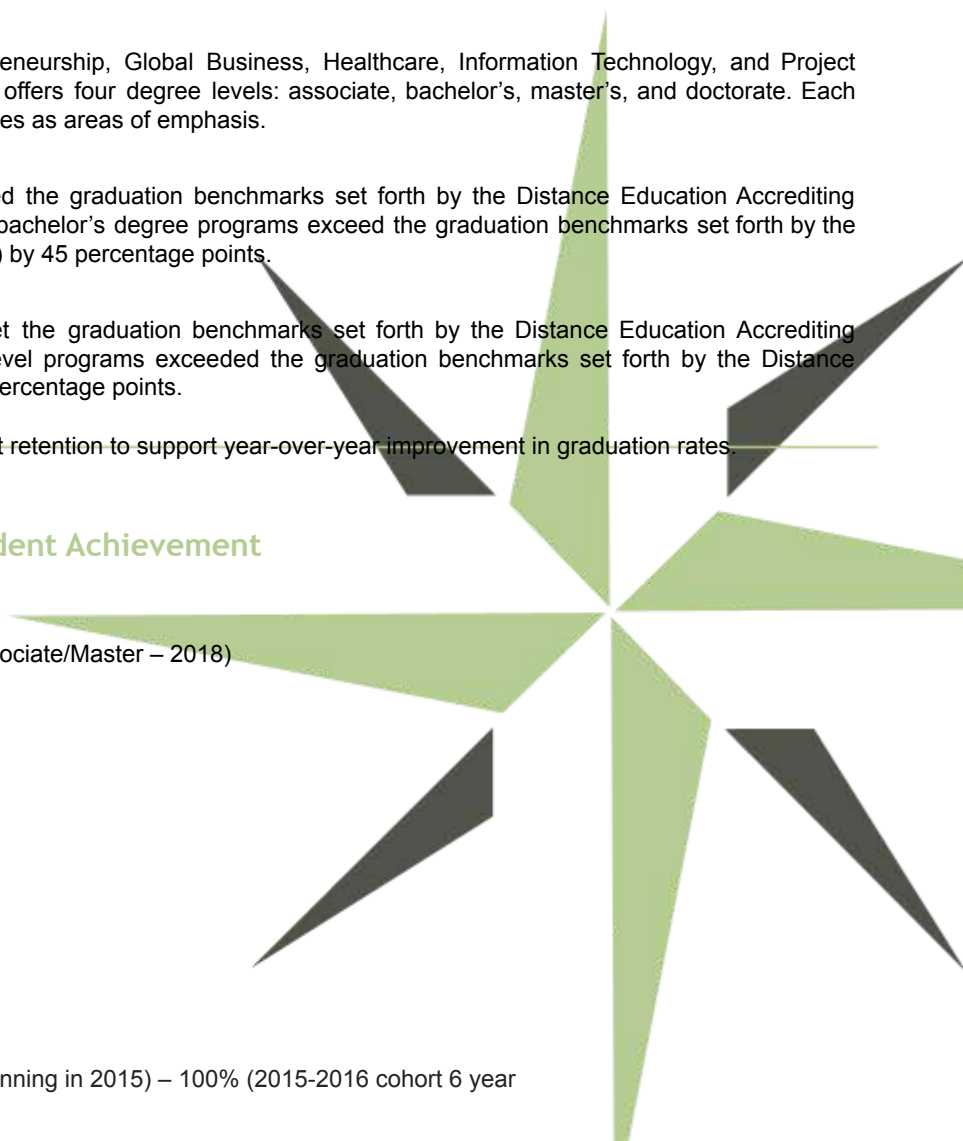 eneurship, Global Business, Healthcare, Information Technology, and Project
offers four degree levels: associate, bachelor's, master's, and doctorate. Each
es as areas of emphasis.
ed the graduation benchmarks set forth by the Distance Education Accrediting
bachelor's degree programs exceed the graduation benchmarks set forth by the
) by 45 percentage points.
et the graduation benchmarks set forth by the Distance Education Accrediting
evel programs exceeded the graduation benchmarks set forth by the Distance
ercentage points.
t retention to support year-over-year improvement in graduation rates.
dent Achievement
ociate/Master – 2018)
nning in 2015) – 100% (2015-2016 cohort 6 year